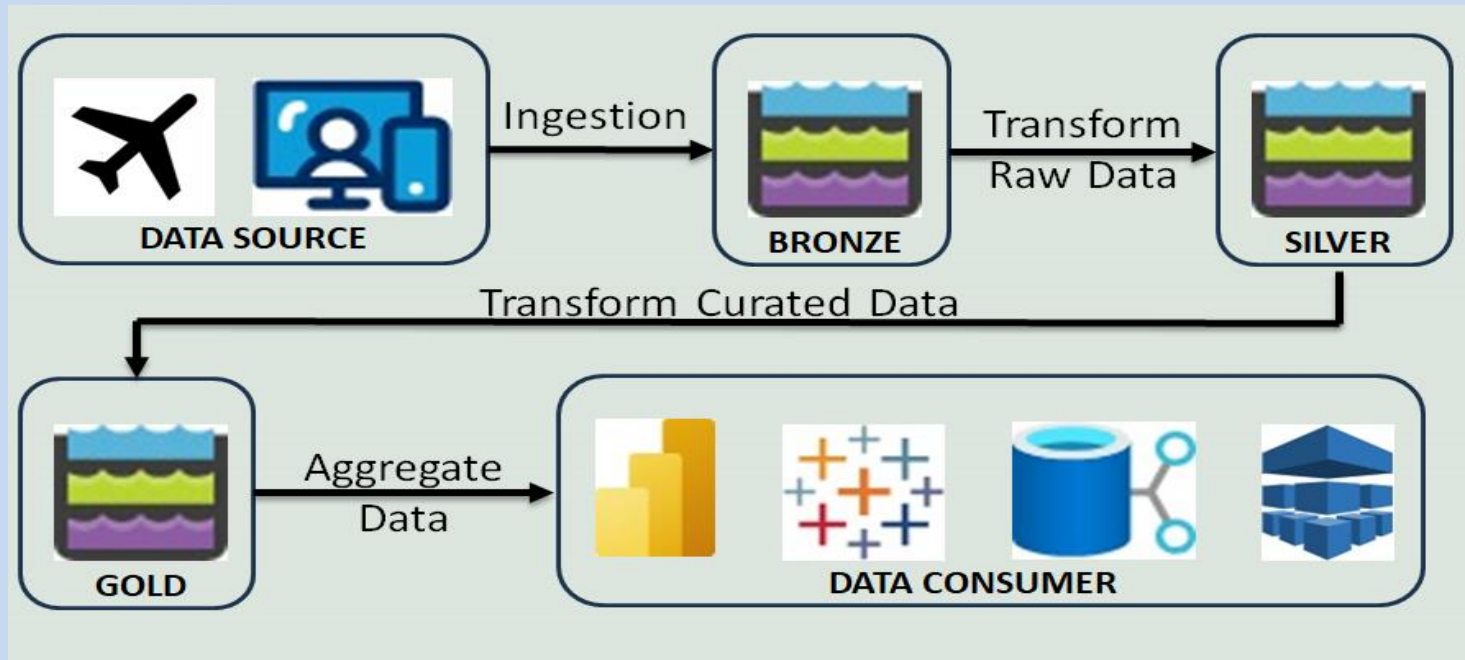 Ingestion
Transform
Raw Data
DATA SOURCE
BRONZE
SILVER
Transform Curated Data
Aggregate
Data
GOLD
DATA CONSUMER